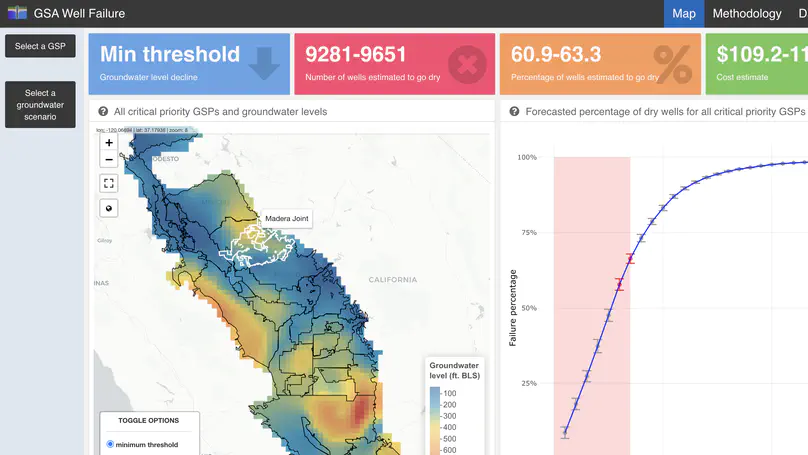 GSA Well Failure
Map
Methodology
D
Select a GSP
Select a
groundwater
scenario
Min threshold
Groundwater level decline
9281-9651
Number of wells estimated to go dry
60.9-63.3
Percentage of wells estimated to go dry
%
$109.2-11
Cost estimate
All critical priority GSPs and groundwater levels
Forecasted percentage of dry wells for all critical priority GSPs
lon: -120.06694 | lat: 37.17936 | zoom: 8
+
−
ODESTO
Madera Joint
Gilroy
INAS
CALIFORNIA
Groundwater
level (ft. BLS)
100
200
300
400
500
600
TOGGLE OPTIONS
minimum threshold
100%
75%
50%
25%
Failure percentage